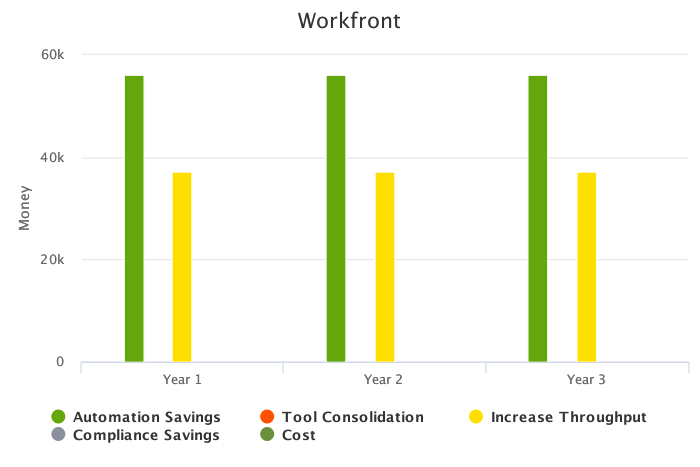 Workfront
60k
40k
20k
0
Money
Year 1
Year 2
Year 3
Automation Savings
Tool Consolidation
Increase Throughput
Compliance Savings
Cost